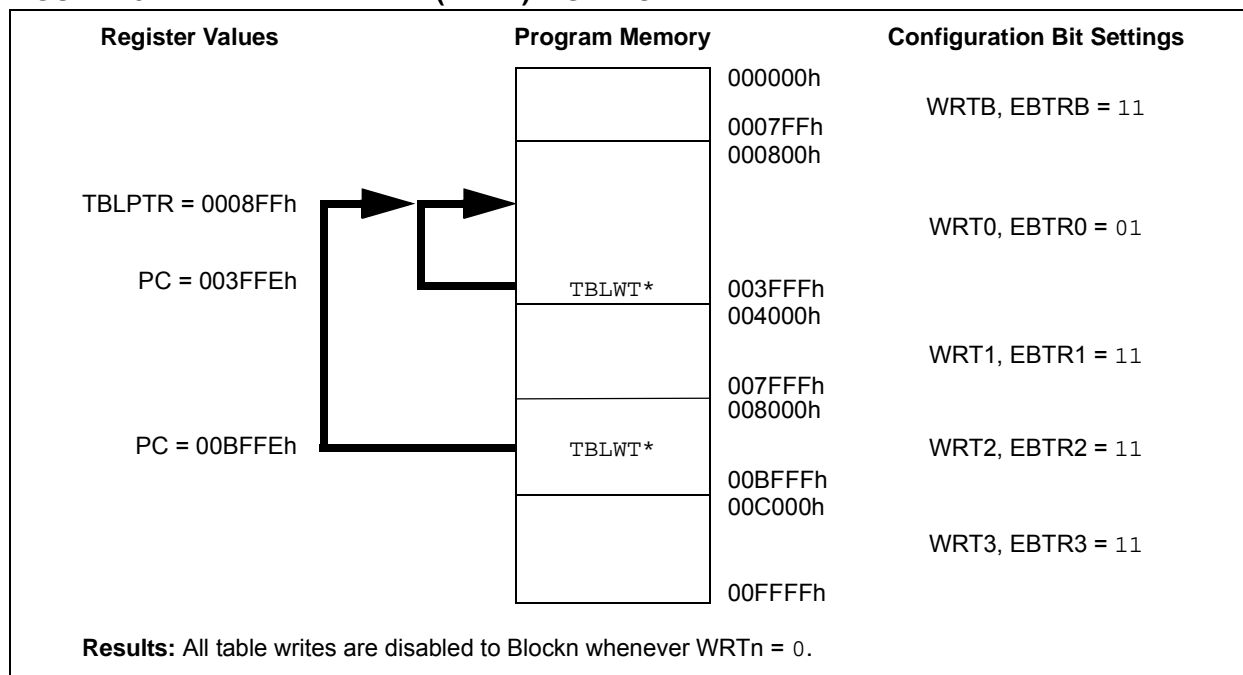 Register Values Program Memory Configuration Bit Settings
000000h
WRTB, EBTRB = 11
0007FFh
000800h
TBLPTR = 0008FFh
WRT0, EBTR0 = 01
PC = 003FFEh TBLWT* 003FFFh
004000h
WRT1, EBTR1 = 11
007FFFh
008000h
PC = 00BFFEh TBLWT* WRT2, EBTR2 = 11
00BFFFh
00C000h
WRT3, EBTR3 = 11
00FFFFh
Results: All table writes are disabled to Blockn whenever WRTn = 0.